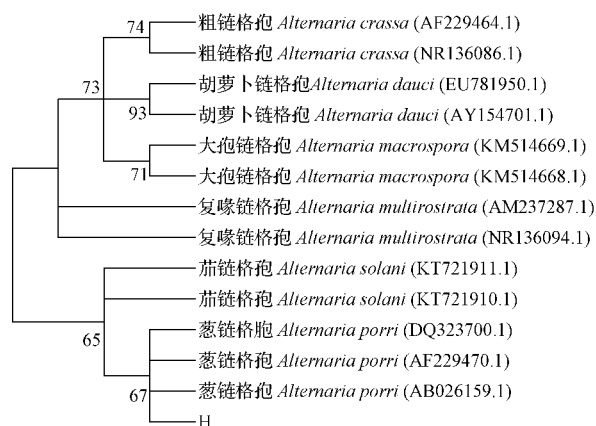 粗链格孢 Alternaria crassa (AF229464.1)
74
粗链格孢 Alternaria crassa (NR136086.1)
73
胡萝卜链格孢Alternaria dauci (EU781950.1)
93
胡萝卜链格孢 Alternaria dauci (AY154701.1)
大孢链格孢 Alternaria macrospora (KM514669.1)
71
大孢链格孢 Alternaria macrospora (KM514668.1)
复喙链格孢 Alternaria multirostrata (AM237287.1)
复喙链格孢 Alternaria multirostrata (NR136094.1)
茄链格孢 Alternaria solani (KT721911.1)
茄链格孢 Alternaria solani (KT721910.1)
65
葱链格胞 Alternaria porri (DQ323700.1)
葱链格孢 Alternaria porri (AF229470.1)
67
葱链格孢 Alternaria porri (AB026159.1)
H